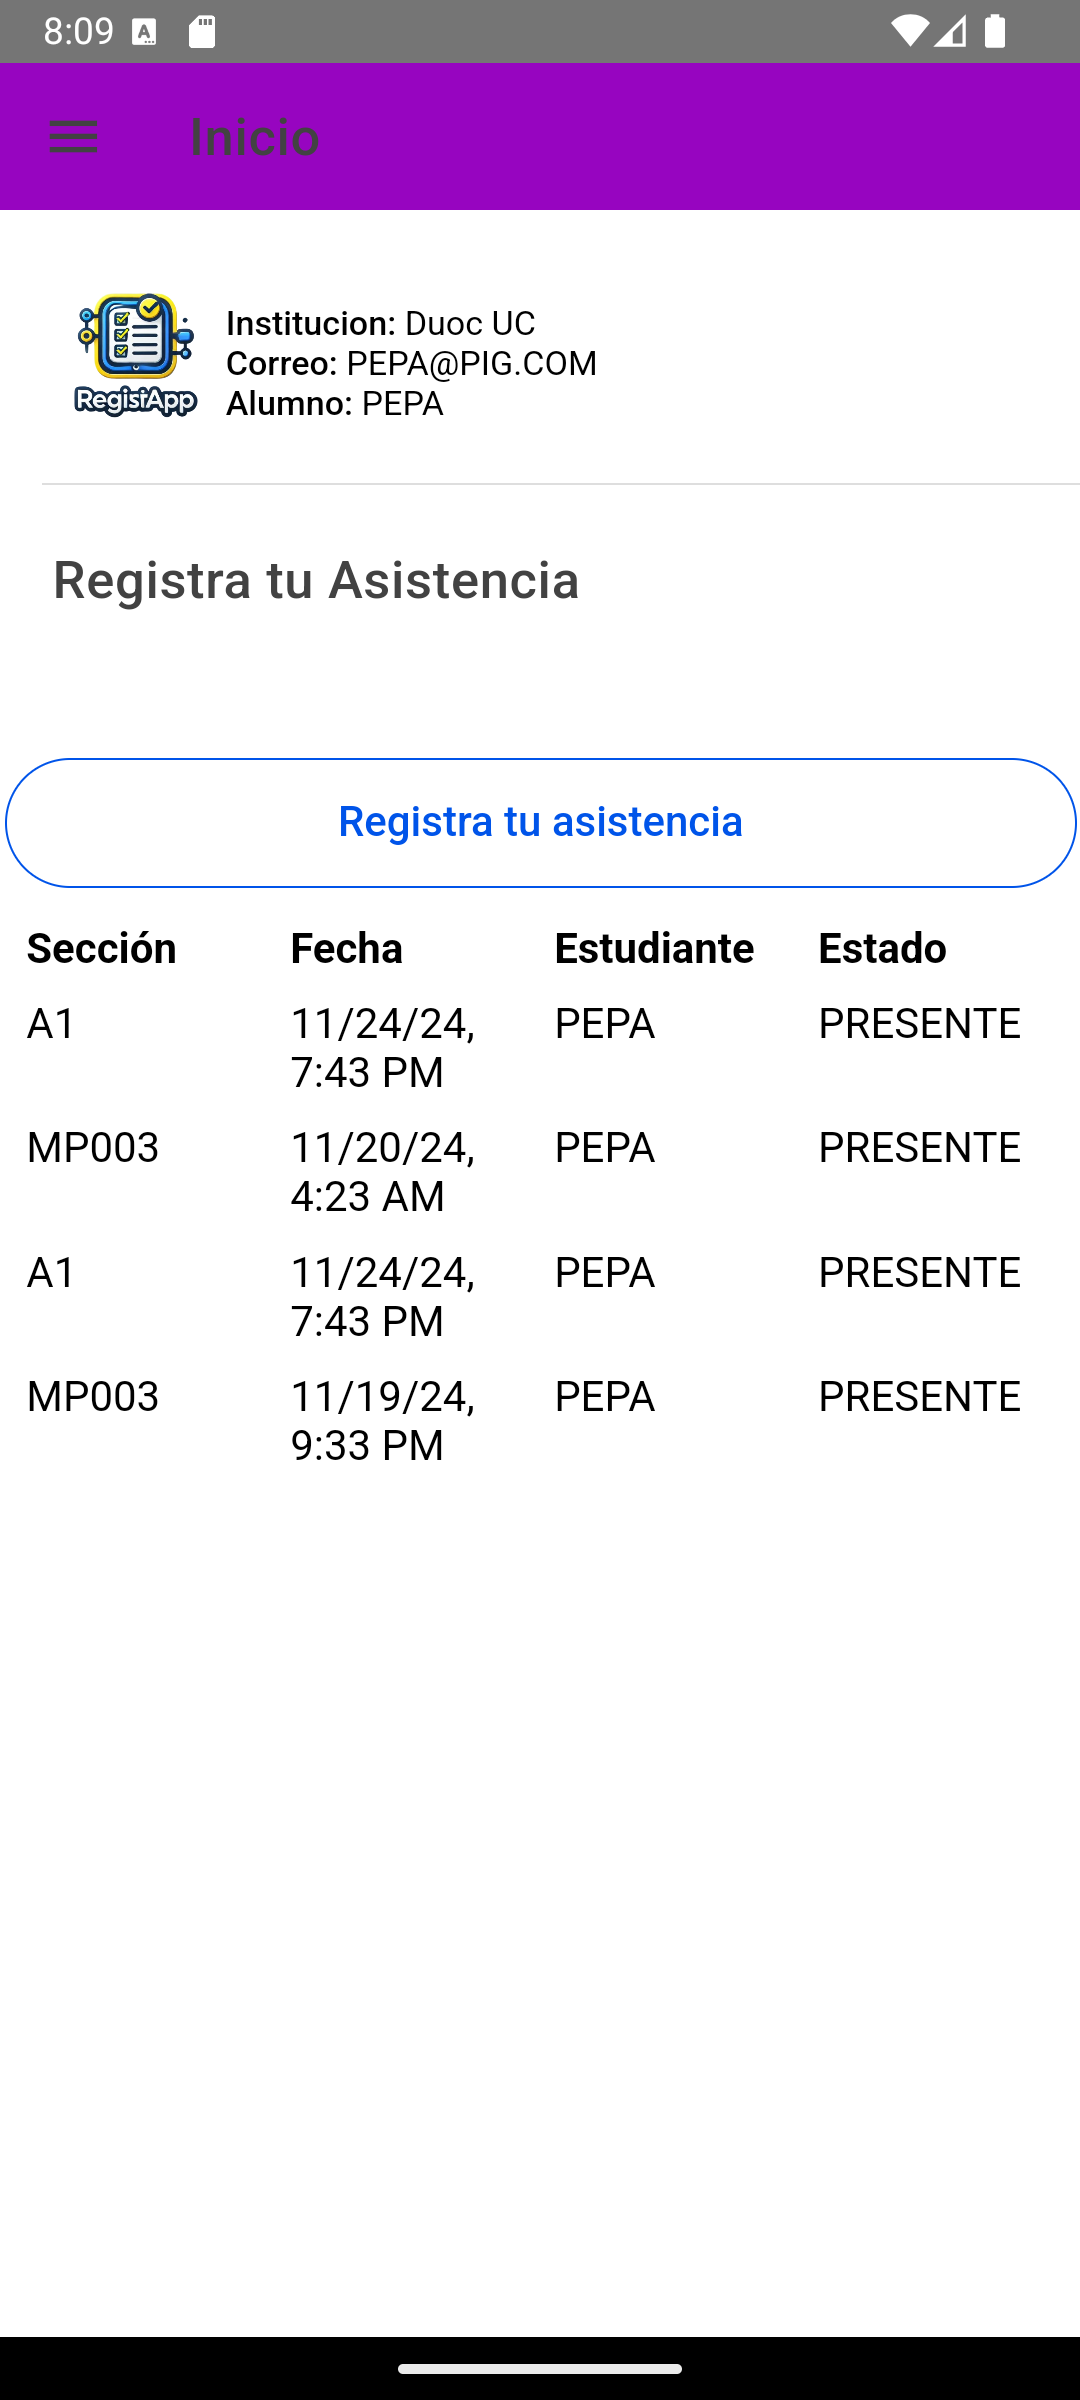 8:09
Inicio
RegistApp
Institucion: Duoc UC
Correo: PEPA@PIG.COM
Alumno: PEPA
Registra tu Asistencia
Registra tu asistencia
Sección Fecha Estudiante Estado
A1 11/24/24, PEPA PRESENTE
7:43 PM
MP003 11/20/24, PEPA PRESENTE
4:23 AM
A1 11/24/24, PEPA PRESENTE
7:43 PM
MP003 11/19/24, PEPA PRESENTE
9:33 PM